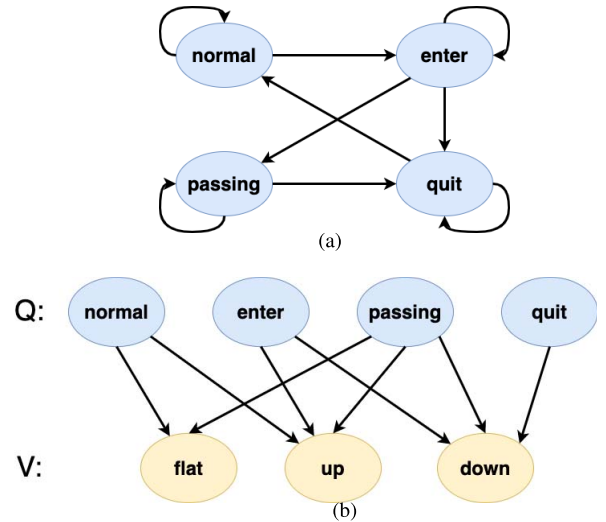 normal enter
passing quit
(a)
Q: normal enter passing quit
V: flat up down
(b)